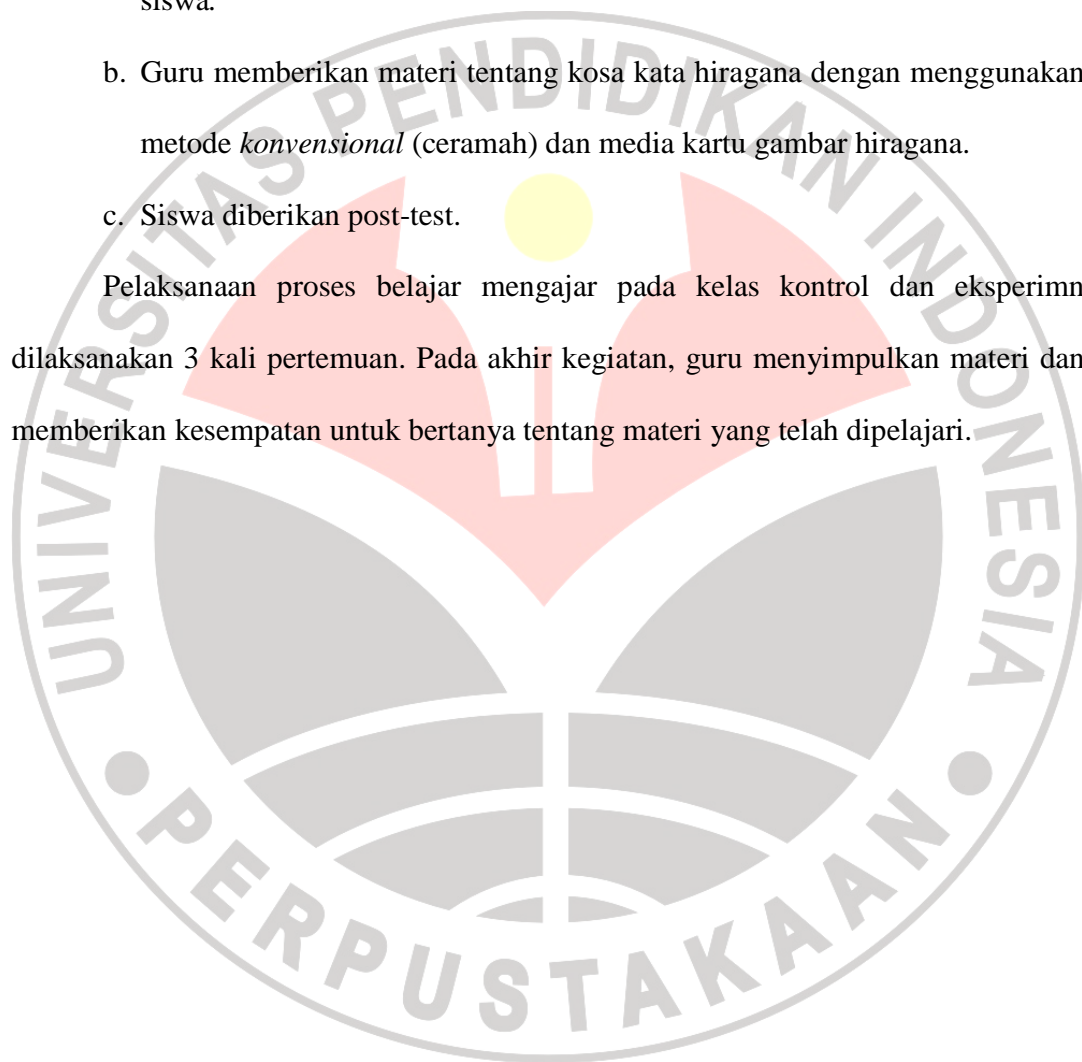 siswa.
b. Guru memberikan materi tentang kosa kata hiragana dengan menggunakan
metode konvensional (ceramah) dan media kartu gambar hiragana.
c. Siswa diberikan post-test.
Pelaksanaan proses belajar mengajar pada kelas kontrol dan eksperimn
dilaksanakan 3 kali pertemuan. Pada akhir kegiatan, guru menyimpulkan materi dan
memberikan kesempatan untuk bertanya tentang materi yang telah dipelajari.
UNIVERSITAS PENDIDIKAN INDONESIA
PERPUSTAKAAN